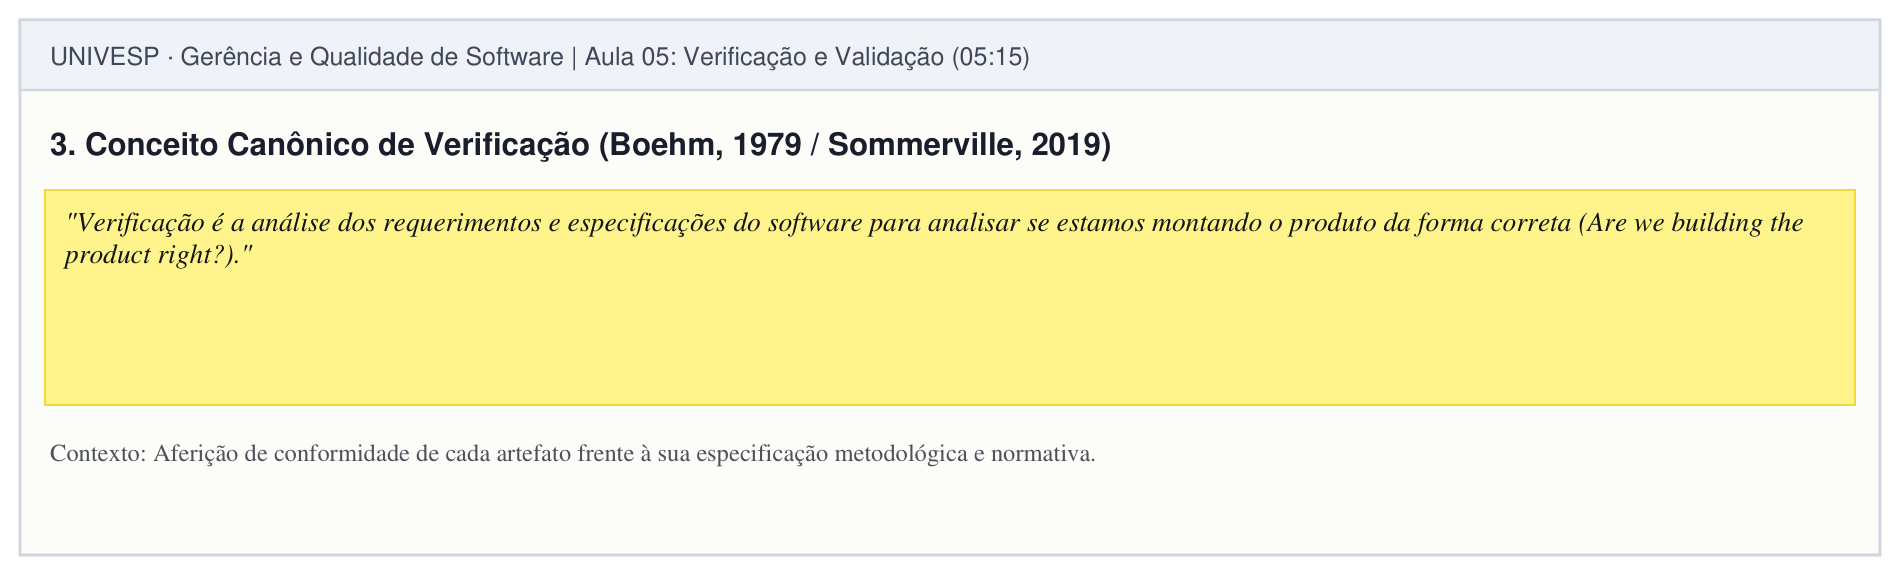 UNIVESP · Gerência e Qualidade de Software | Aula 05: Verificação e Validação (05:15)
3. Conceito Canônico de Verificação (Boehm, 1979 / Sommerville, 2019)
"Verificação é a análise dos requerimentos e especificações do software para analisar se estamos montando o produto da forma correta (Are we building the
product right?)."
Contexto: Aferição de conformidade de cada artefato frente à sua especificação metodológica e normativa.